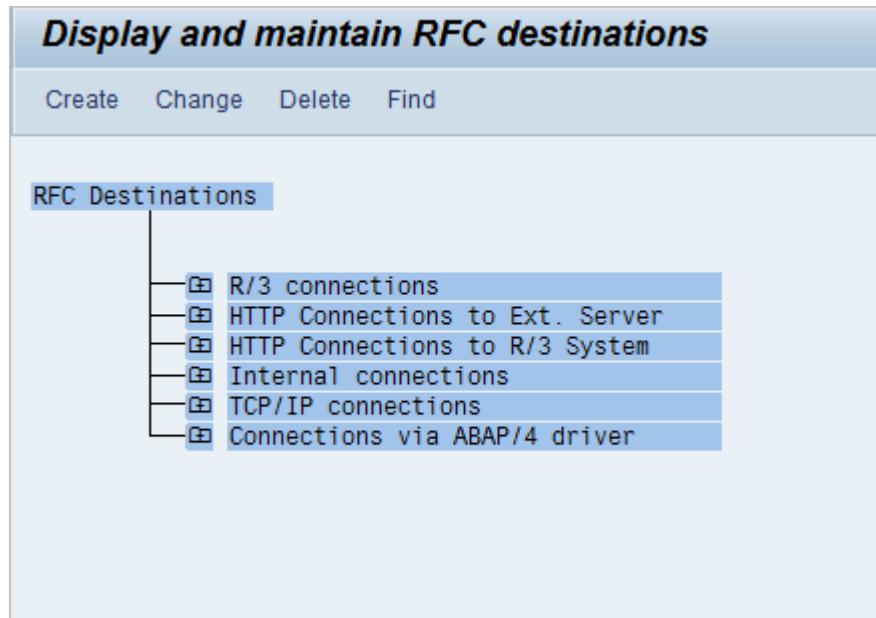 Display and maintain RFC destinations
Create Change Delete Find
RFC Destinations
R/3 connections
HTTP Connections to Ext. Server
HTTP Connections to R/3 System
Internal connections
TCP/IP connections
Connections via ABAP/4 driver